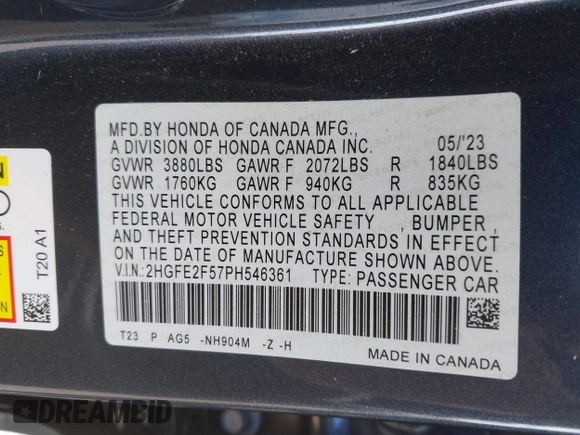 MFD.BY HONDA OF CANADA MFG.,
A DIVISION OF HONDA CANADA INC. 05/'23
GVWR 3880LBS GAWR F 2072LBS R 1840LBS
GVWR 1760KG GAWR F 940KG R 835KG
THIS VEHICLE CONFORMS TO ALL APPLICABLE
FEDERAL MOTOR VEHICLE SAFETY , BUMPER ,
AND THEFT PREVENTION STANDARDS IN EFFECT
ON THE DATE OF MANUFACTURE SHOWN ABOVE.
V.I.N: 2HGFE2F57PH546361 TYPE: PASSENGER CAR
T23 P AG5 -NH904M -Z -H
MADE IN CANADA
T20 A1
DREAMBID